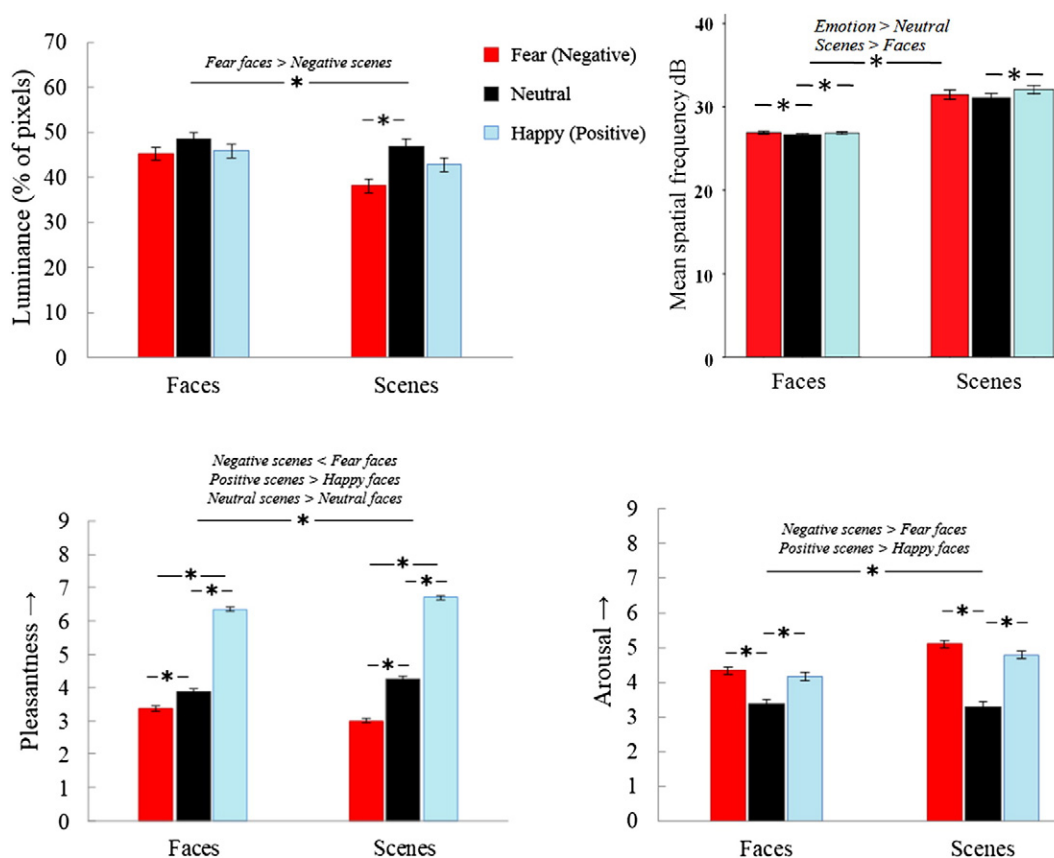 70
60
50
40
30
20
10
0
Luminance (% of pixels)
Fear faces > Negative scenes
*
*
Faces
Scenes
Fear (Negative)
Neutral
Happy (Positive)
40
30
20
10
0
Mean spatial frequency dB
Emotion > Neutral
Scenes > Faces
*
*
*
*
Faces
Scenes
Negative scenes < Fear faces
Positive scenes > Happy faces
Neutral scenes > Neutral faces
*
9
8
7
6
5
4
3
2
1
0
Pleasantness →
*
*
*
*
*
*
Faces
Scenes
9
8
7
6
5
4
3
2
1
0
Arousal →
Negative scenes > Fear faces
Positive scenes > Happy faces
*
*
*
*
*
Faces
Scenes